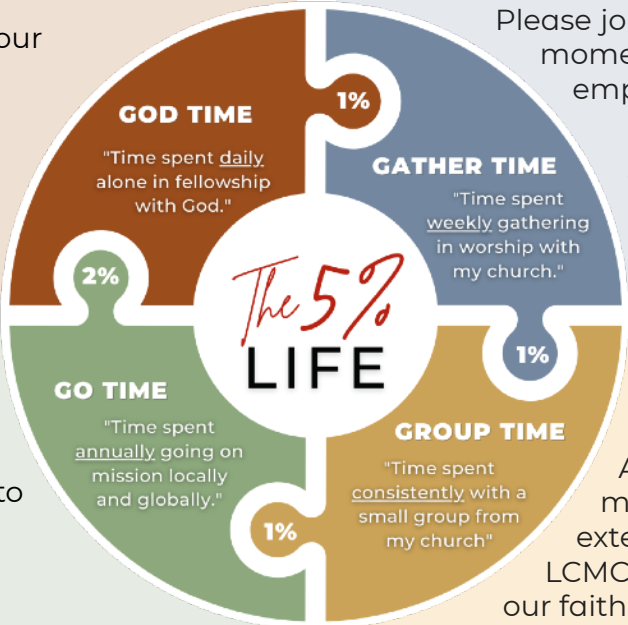 our
Please jo
mome
emp
GOD TIME
1%
"Time spent daily
alone in fellowship
with God."
GATHER TIME
"Time spent
weekly gathering
in worship with
my church."
2%
The 5%
LIFE
1%
GO TIME
"Time spent
annually going on
mission locally
and globally."
GROUP TIME
"Time spent
consistently with a
small group from
my church"
1%
to
A
m
exte
LCMC
our faith